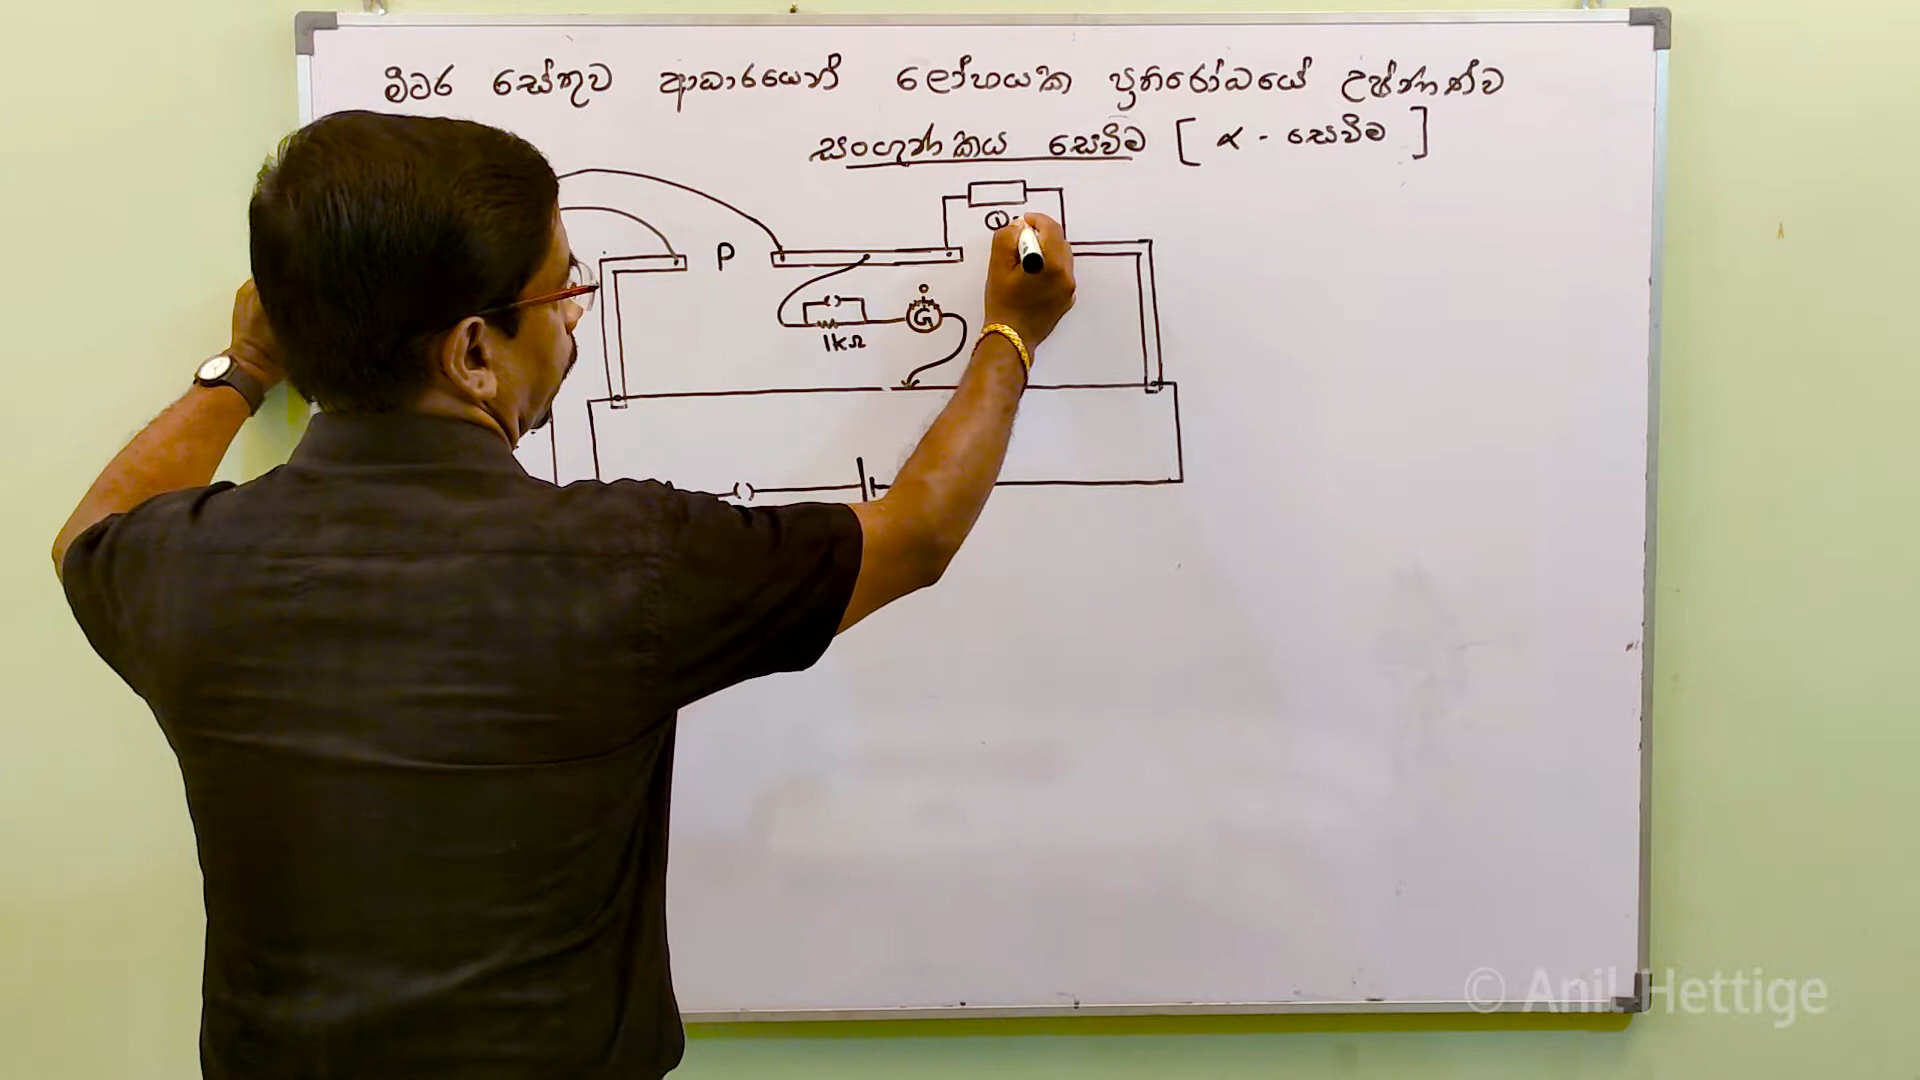 මීටර සේතුව ආධාරයෙන් ලෝහයක ප්‍රතිරෝධයේ උෂ්ණත්ව
සංගුණකය සෙවීම [ α - සෙවීම ]
P
G
1kΩ
© Anil Hettige